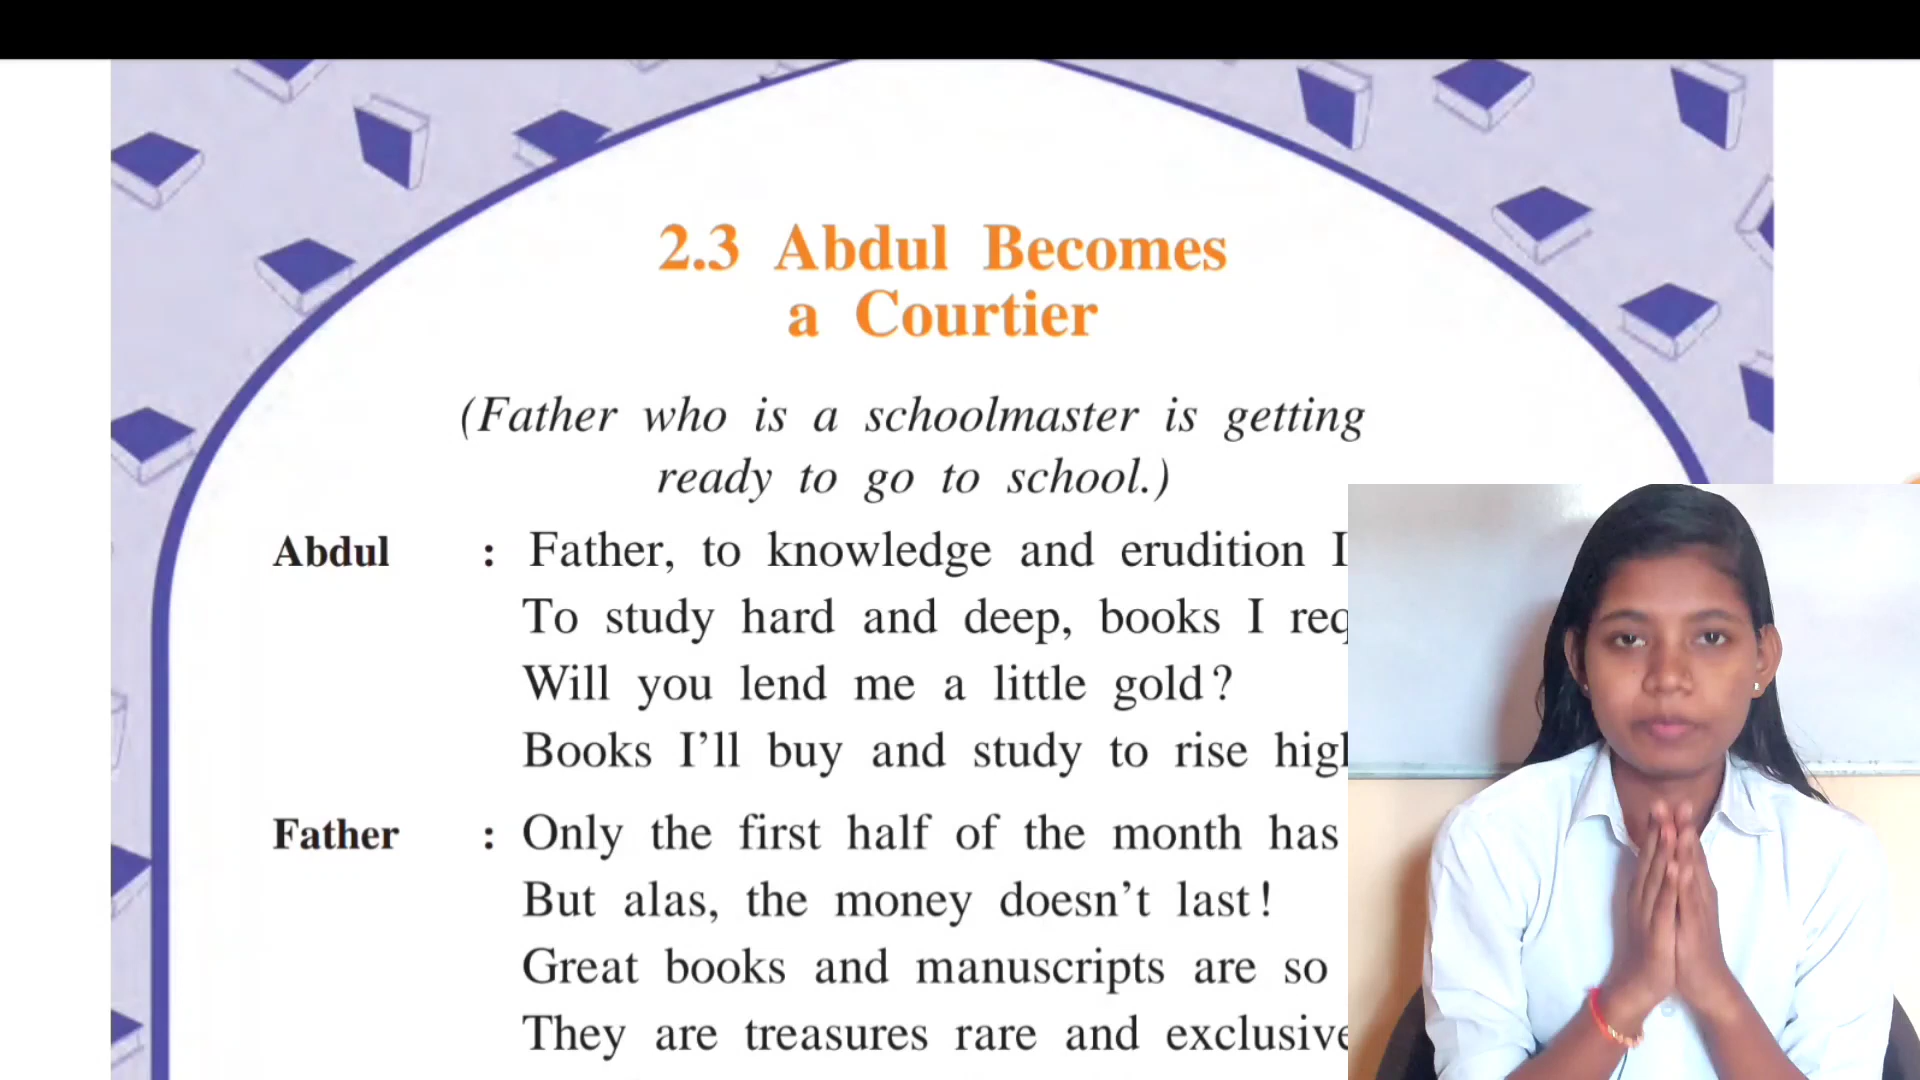 2.3 Abdul Becomes
a Courtier
(Father who is a schoolmaster is getting
ready to go to school.)
Abdul : Father, to knowledge and erudition I
To study hard and deep, books I
Will you lend me a little gold?
Books I'll buy and study to rise
Father : Only the first half of the month has
But alas, the money doesn't last!
Great books and manuscripts are so
They are treasures rare and exclusive